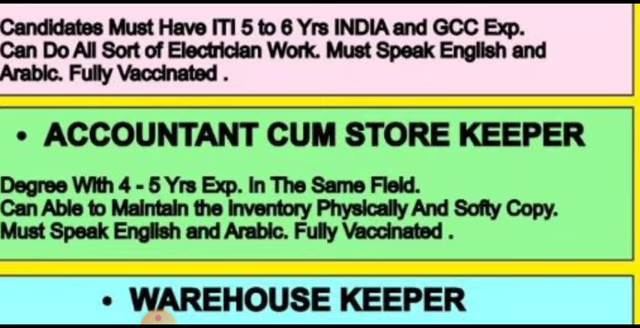 Candidates Must Have ITI 5 to 6 Yrs INDIA and GCC Exp.
Can Do All Sort of Electrician Work. Must Speak English and
Arabic. Fully Vaccinated .
• ACCOUNTANT CUM STORE KEEPER
Degree With 4 - 5 Yrs Exp. In The Same Field.
Can Able to Maintain the Inventory Physically And Softy Copy.
Must Speak English and Arabic. Fully Vaccinated .
• WAREHOUSE KEEPER